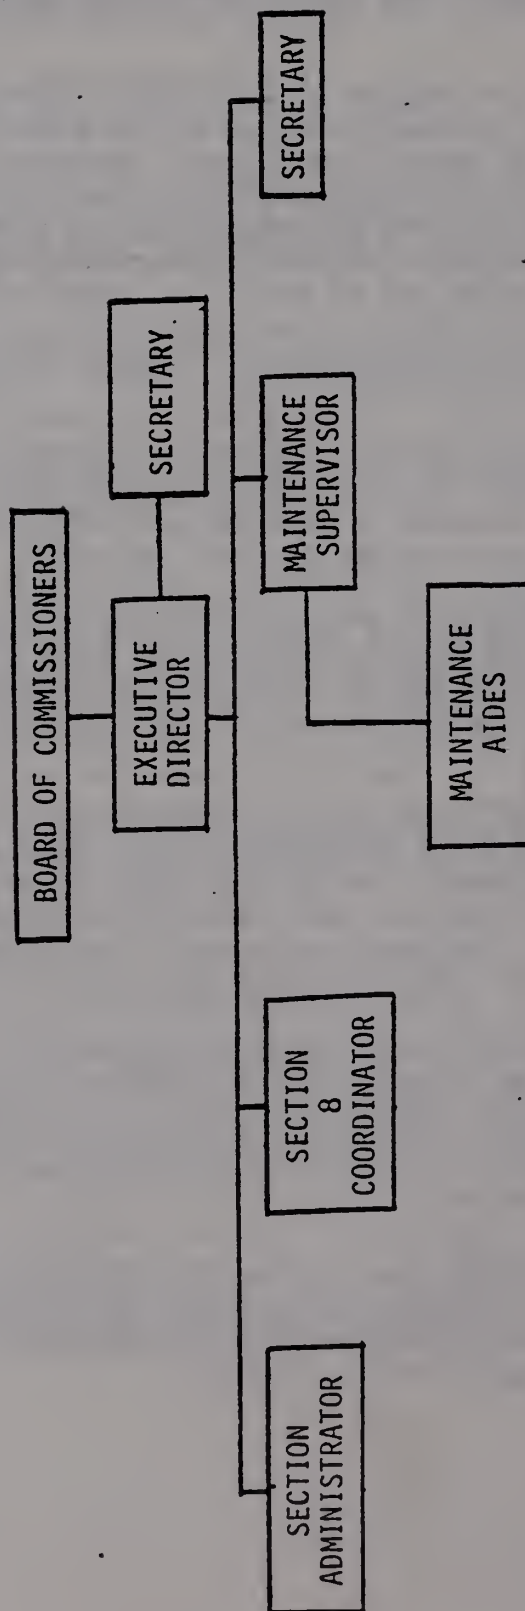 BOARD OF COMMISSIONERS
EXECUTIVE
DIRECTOR
SECRETARY
SECTION
ADMINISTRATOR
SECTION
8
COORDINATOR
MAINTENANCE
SUPERVISOR
SECRETARY
MAINTENANCE
AIDES